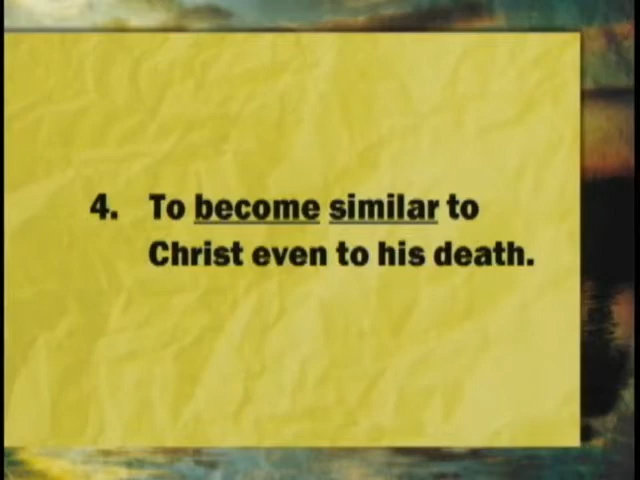 4. To become similar to
Christ even to his death.